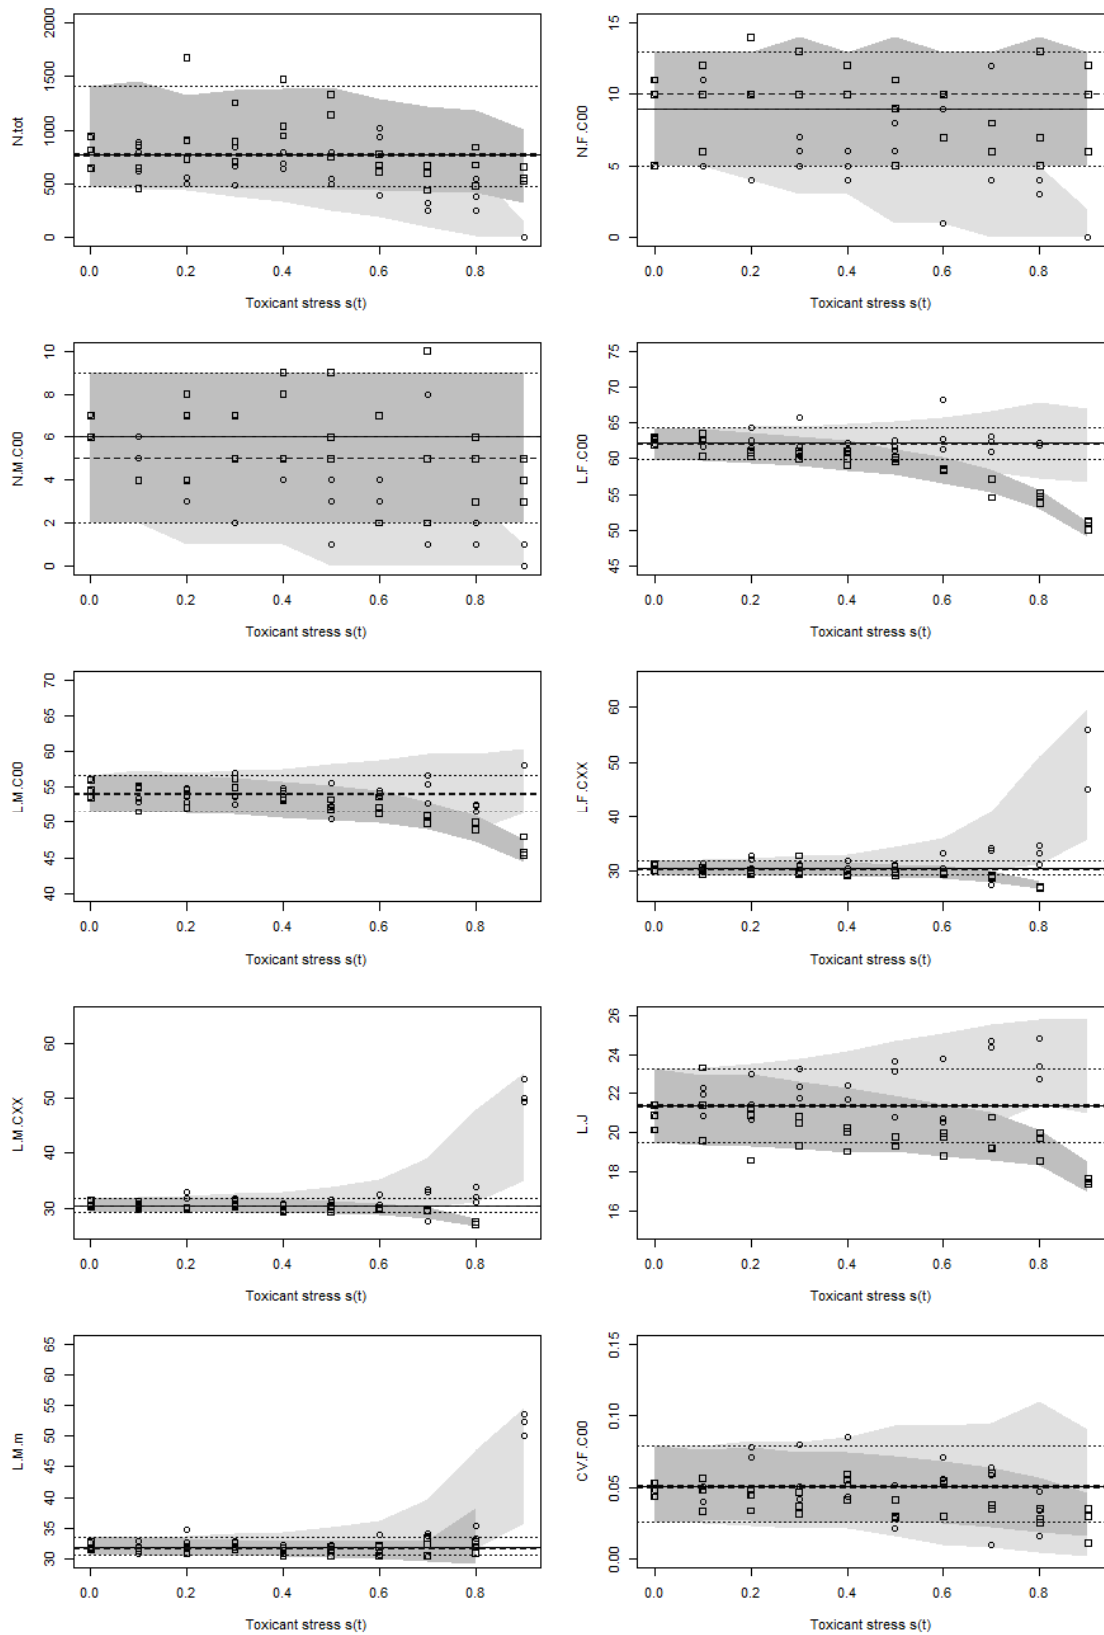 N.tot
2000
1500
1000
500
0
0.0 0.2 0.4 0.6 0.8
Toxicant stress s(t)
N.F.C00
15
10
5
0
0.0 0.2 0.4 0.6 0.8
Toxicant stress s(t)
N.M.C00
10
8
6
4
2
0
0.0 0.2 0.4 0.6 0.8
Toxicant stress s(t)
L.F.C00
75
70
65
60
55
50
45
0.0 0.2 0.4 0.6 0.8
Toxicant stress s(t)
L.M.C00
70
65
60
55
50
45
40
0.0 0.2 0.4 0.6 0.8
Toxicant stress s(t)
L.F.CXX
60
50
40
30
0.0 0.2 0.4 0.6 0.8
Toxicant stress s(t)
L.M.CXX
60
50
40
30
0.0 0.2 0.4 0.6 0.8
Toxicant stress s(t)
L.J
26
24
22
20
18
16
0.0 0.2 0.4 0.6 0.8
Toxicant stress s(t)
L.M.m
65
60
55
50
45
40
35
30
0.0 0.2 0.4 0.6 0.8
Toxicant stress s(t)
CV.F.C00
0.15
0.10
0.05
0.00
0.0 0.2 0.4 0.6 0.8
Toxicant stress s(t)